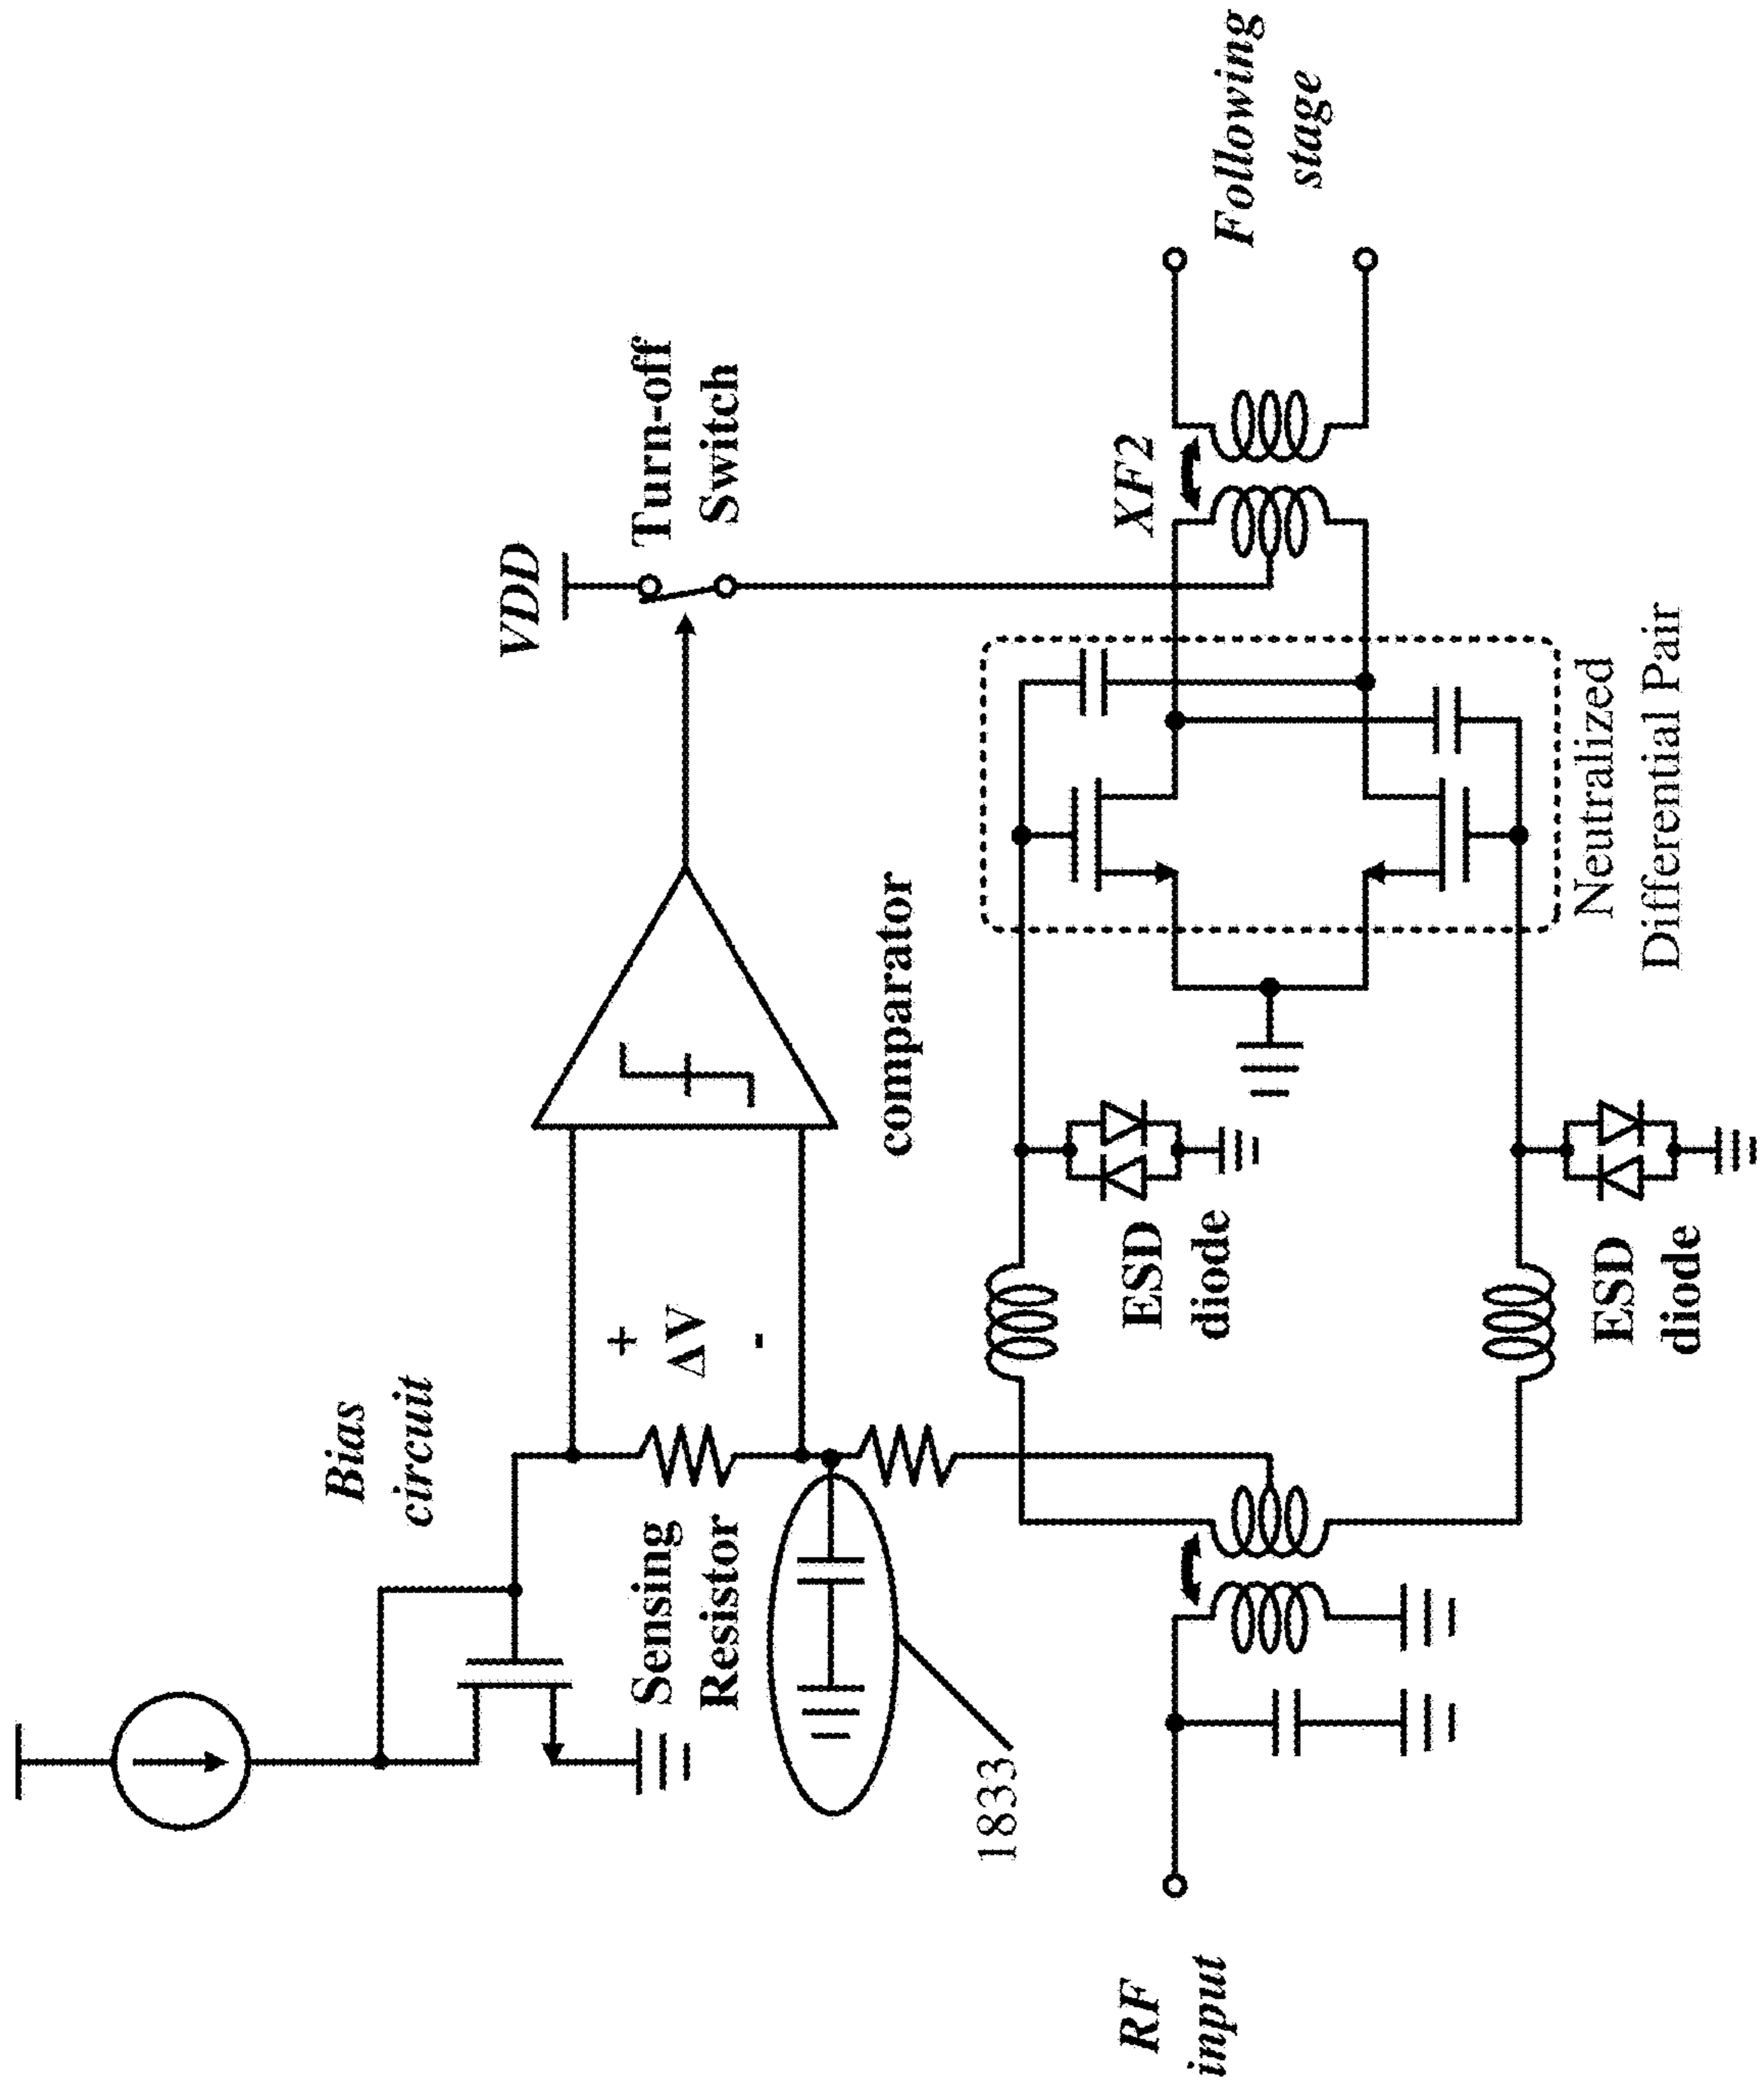 Bias
circuit
VDD
Turn-off
Switch
+
ΔV
-
Sensing
Resistor
comparator
1833
XF2
Following
stage
RF
input
ESD
diode
ESD
diode
Neutralized
Differential Pair